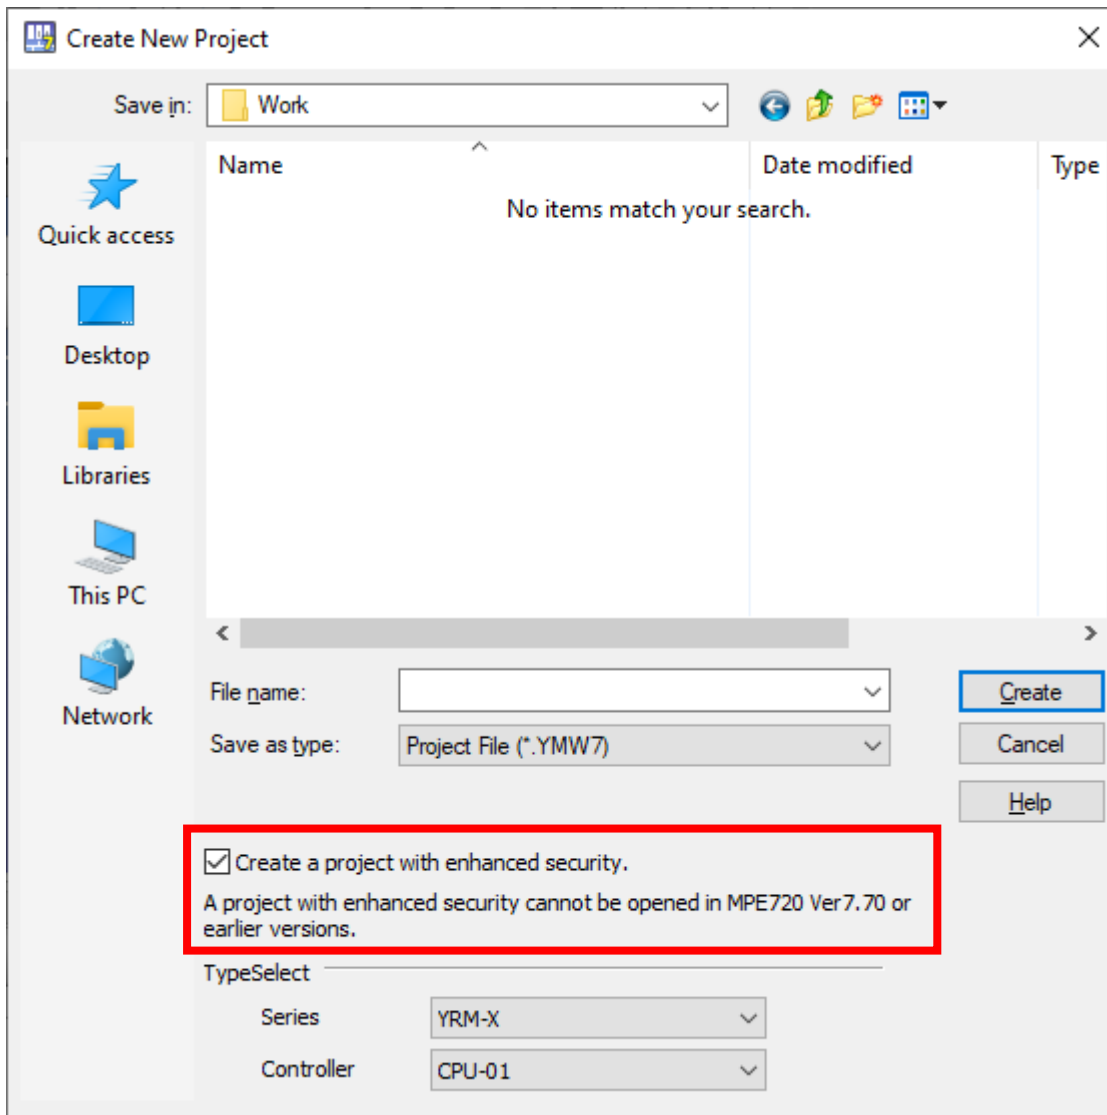 Create New Project
Save in: Work
Name Date modified Type
No items match your search.
Quick access
Desktop
Libraries
This PC
Network
File name: Create
Save as type: Project File (*.YMW7) Cancel
Help
Create a project with enhanced security.
A project with enhanced security cannot be opened in MPE720 Ver7.70 or
earlier versions.
TypeSelect
Series YRM-X
Controller CPU-01